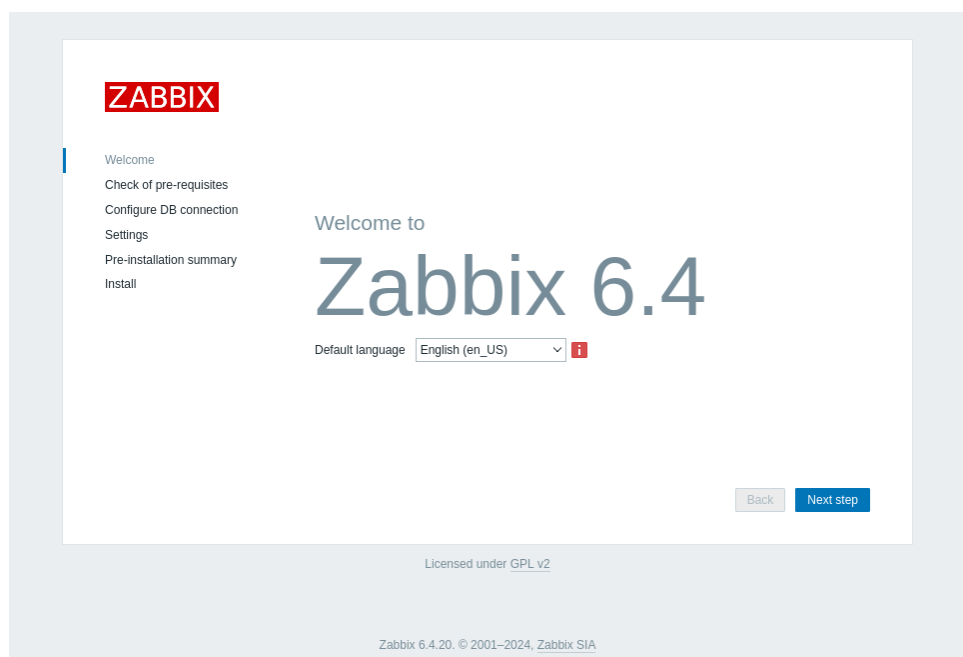 ZABBIX
Welcome
Check of pre-requisites
Configure DB connection
Settings
Pre-installation summary
Install
Welcome to
Zabbix 6.4
Default language English (en_US) i
Back Next step
Licensed under GPL v2
Zabbix 6.4.20. © 2001–2024, Zabbix SIA